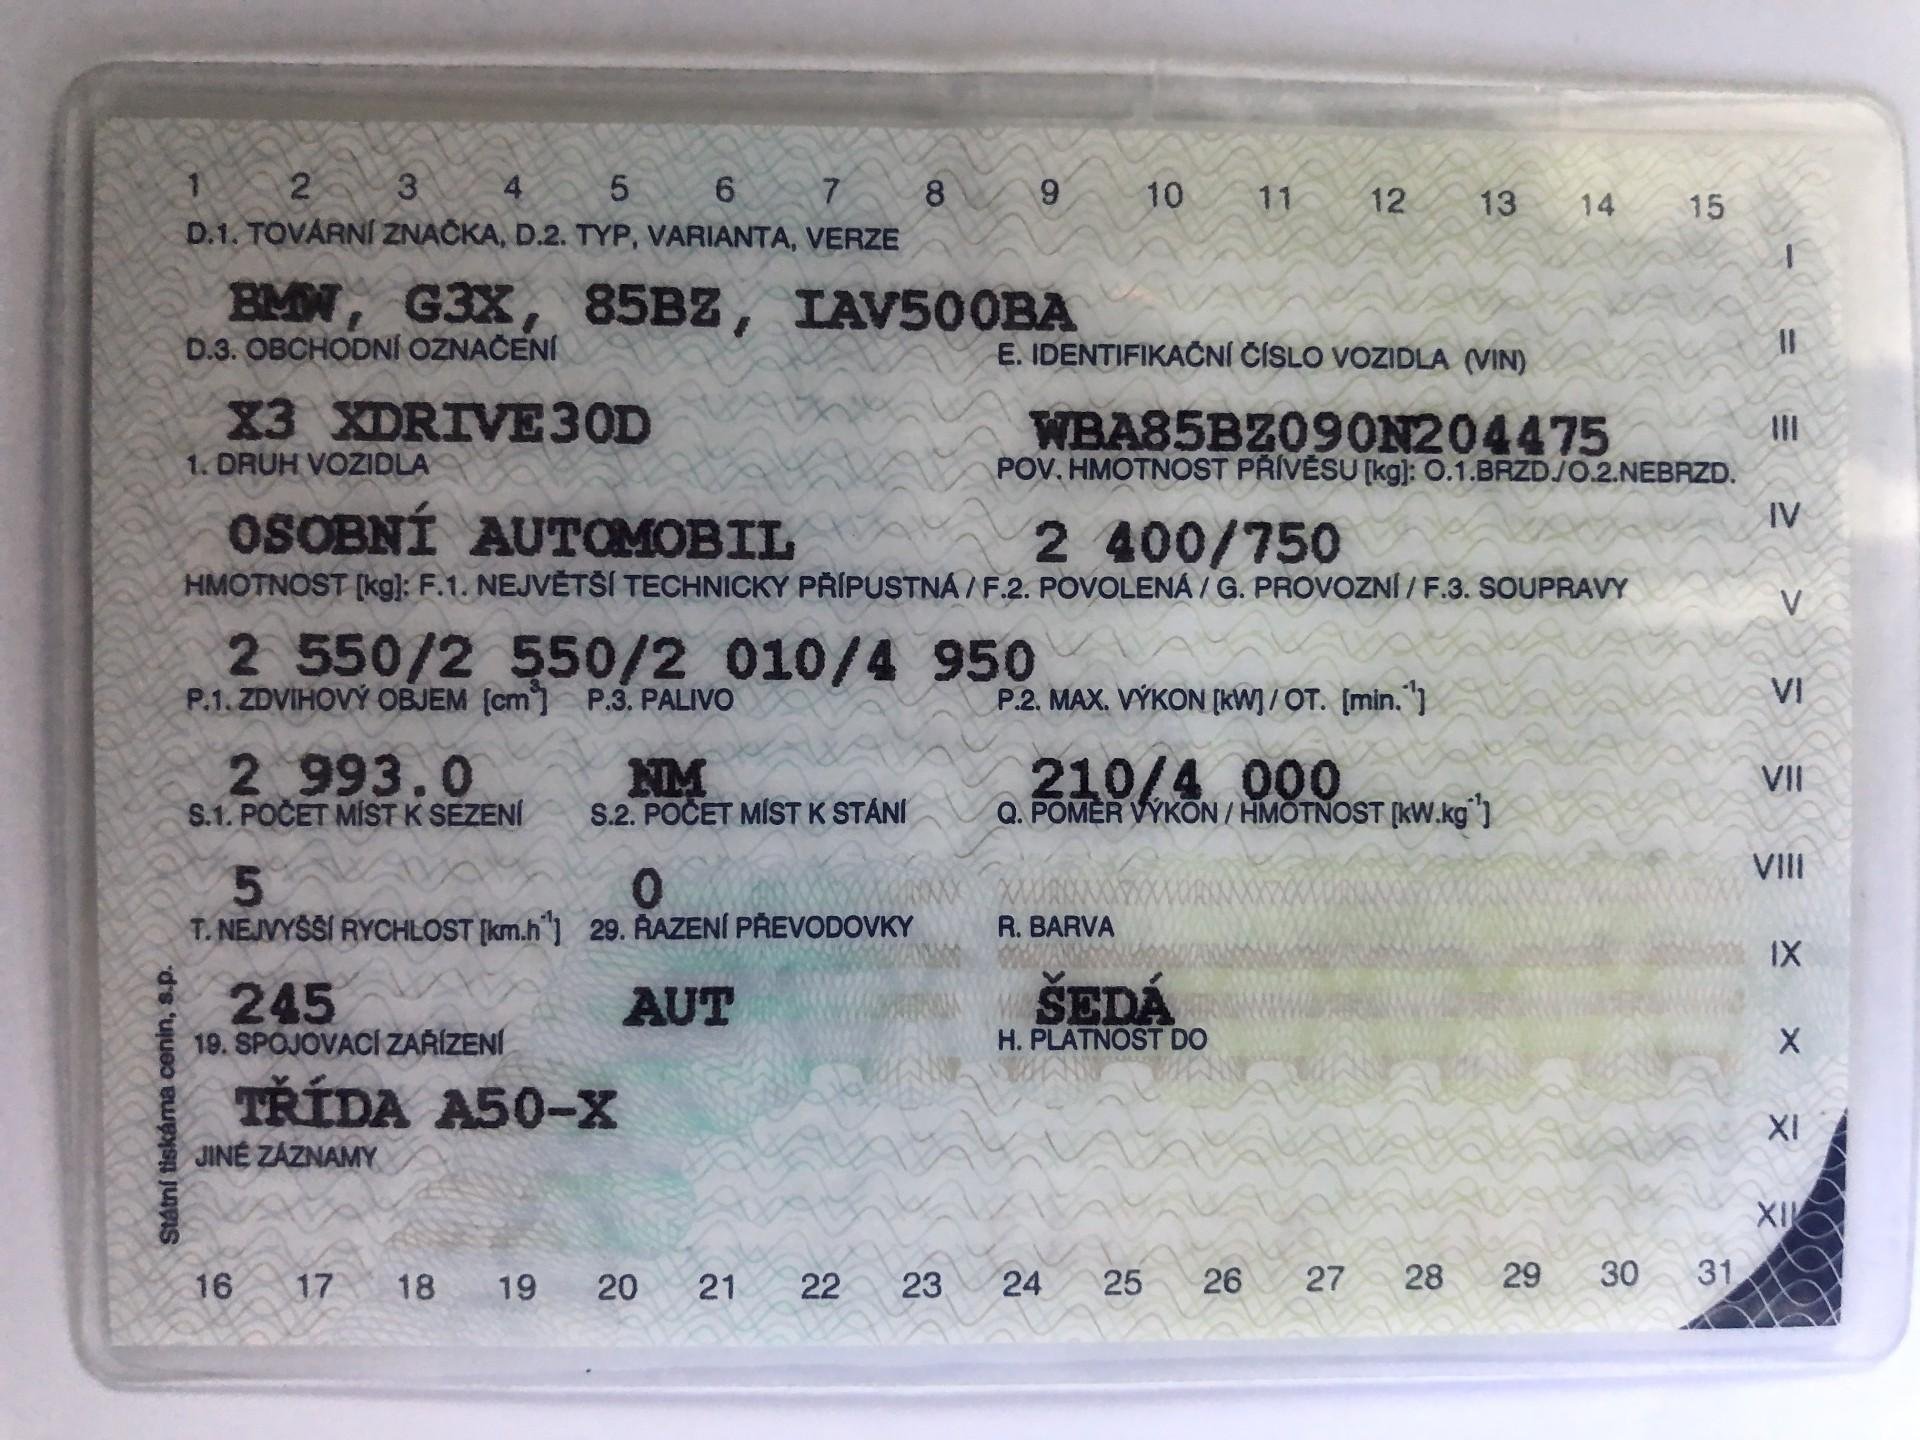 1 2 3 4 5 6 7 8 9 10 11 12 13 14 15
D.1. TOVÁRNÍ ZNAČKA, D.2. TYP, VARIANTA, VERZE
I
BMW, G3X, 85BZ, IAV500BA
D.3. OBCHODNÍ OZNAČENÍ E. IDENTIFIKAČNÍ ČÍSLO VOZIDLA (VIN)
II
X3 XDRIVE30D WBA85BZ090N204475
III
1. DRUH VOZIDLA POV. HMOTNOST PŘÍVĚSU [kg]: O.1.BRZD./O.2.NEBRZD.
OSOBNÍ AUTOMOBIL 2 400/750
IV
HMOTNOST [kg]: F.1. NEJVĚTŠÍ TECHNICKY PŘÍPUSTNÁ / F.2. POVOLENÁ / G. PROVOZNÍ / F.3. SOUPRAVY
V
2 550/2 550/2 010/4 950
P.1. ZDVIHOVÝ OBJEM [cm³] P.3. PALIVO P.2. MAX. VÝKON [kW] / OT. [min.⁻¹]
VI
2 993.0 NM 210/4 000
VII
S.1. POČET MÍST K SEZENÍ S.2. POČET MÍST K STÁNÍ Q. POMĚR VÝKON / HMOTNOST [kW.kg⁻¹]
5 0
VIII
T. NEJVYŠŠÍ RYCHLOST [km.h⁻¹] 29. ŘAZENÍ PŘEVODOVKY R. BARVA
IX
245 AUT ŠEDÁ
19. SPOJOVACÍ ZAŘÍZENÍ H. PLATNOST DO
X
TŘÍDA A50-X
XI
JINÉ ZÁZNAMY
XII
Státní tiskárna cenin, s.p.
16 17 18 19 20 21 22 23 24 25 26 27 28 29 30 31